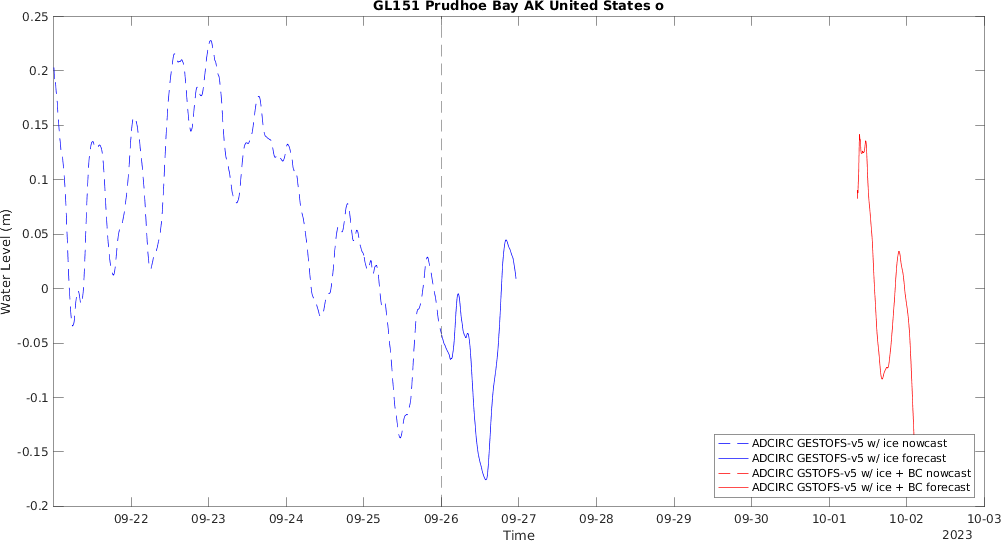 GL151 Prudhoe Bay AK United States o
0.25
0.2
0.15
0.1
0.05
0
-0.05
-0.1
-0.15
-0.2
Water Level (m)
ADCIRC GESTOFS-v5 w/ ice nowcast
ADCIRC GESTOFS-v5 w/ ice forecast
ADCIRC GSTOFS-v5 w/ ice + BC nowcast
ADCIRC GSTOFS-v5 w/ ice + BC forecast
09-22 09-23 09-24 09-25 09-26 09-27 09-28 09-29 09-30 10-01 10-02 10-03
Time
2023